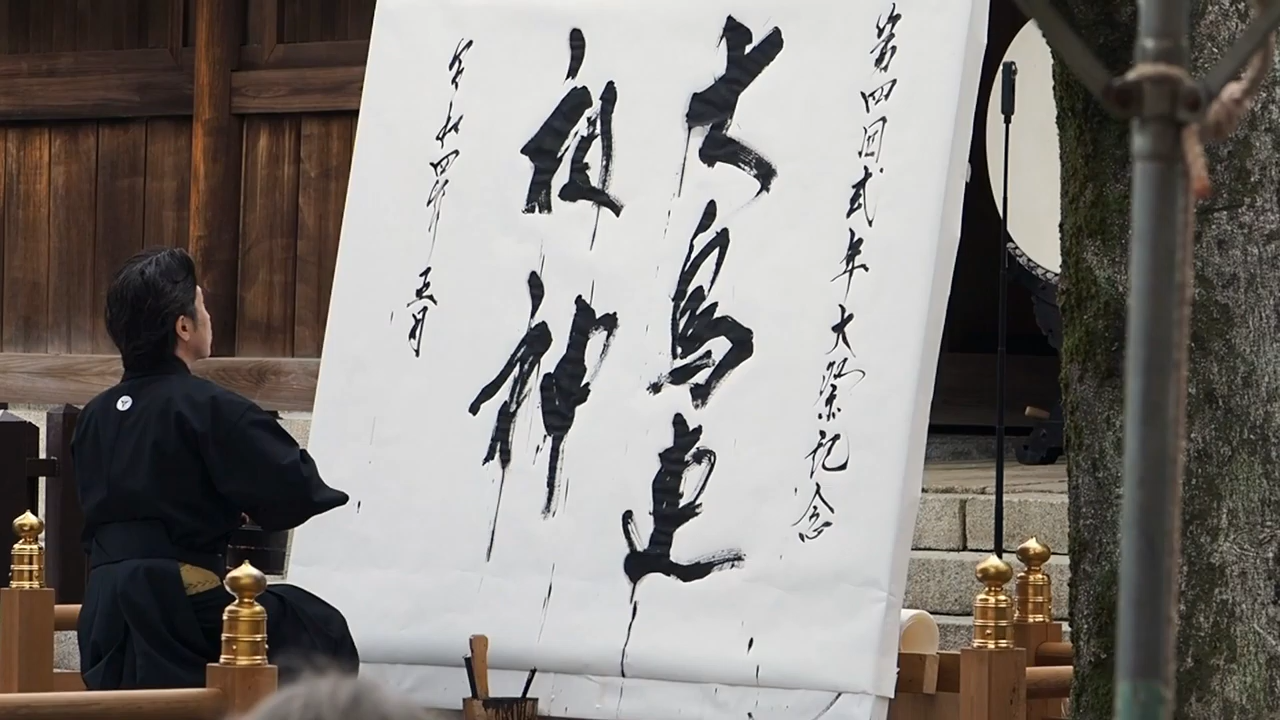 第四回式年大祭記念
大鳥連
祖神
令和四年 五月